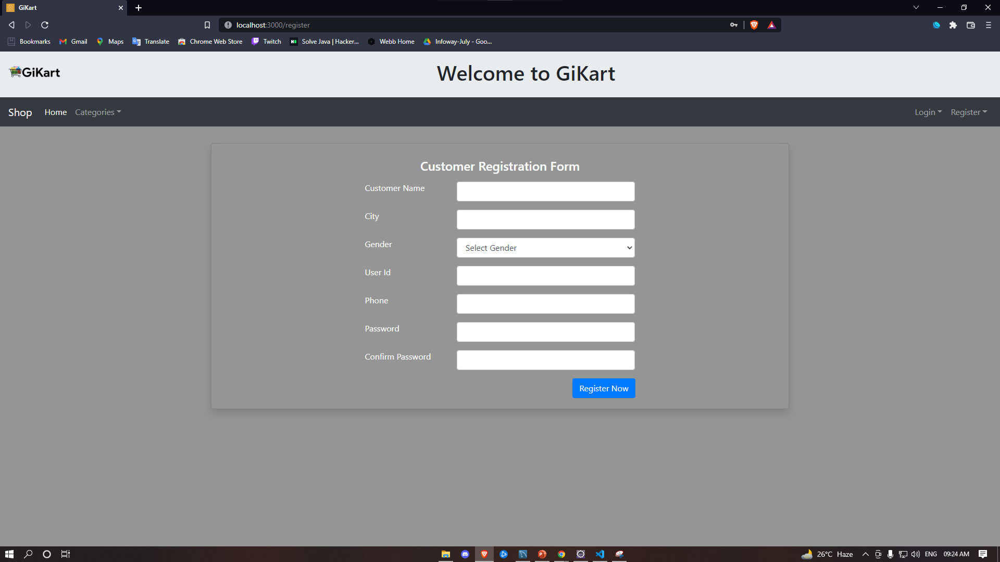 GiKart
localhost:3000/register
Bookmarks Gmail Maps Translate Chrome Web Store Twitch Solve Java | Hacker... Webb Home Infoway-July - Goo...
GiKart
Welcome to GiKart
Shop Home Categories Login Register
Customer Registration Form
Customer Name
City
Gender Select Gender
User Id
Phone
Password
Confirm Password
Register Now
26°C Haze ENG 09:24 AM